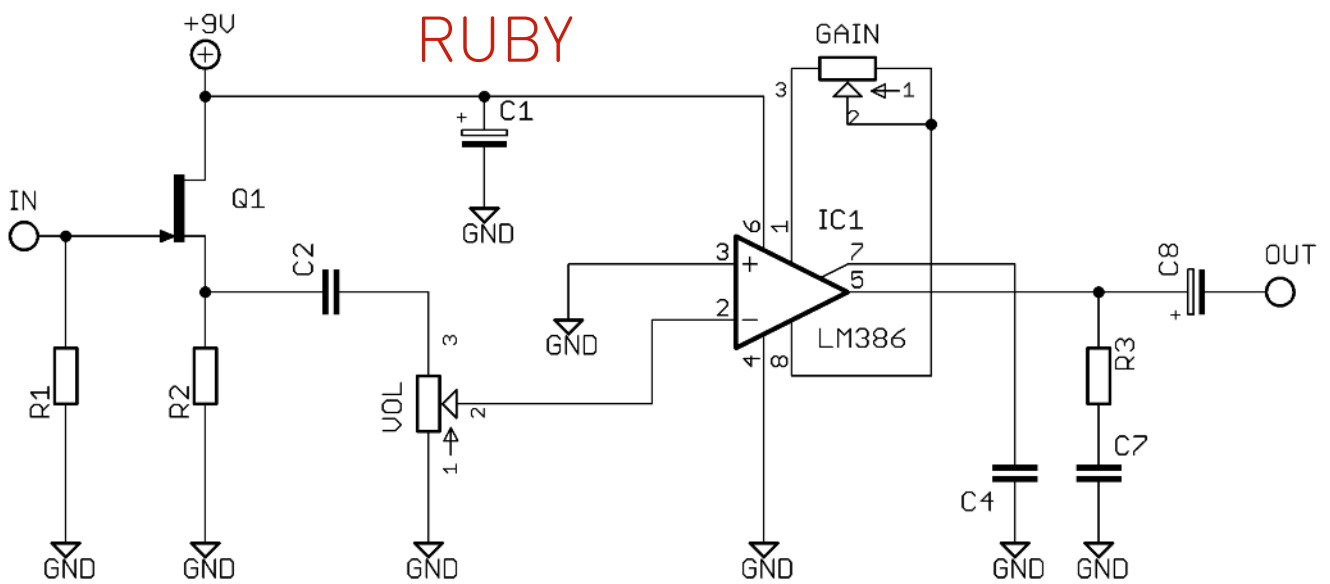 RUBY
+9V
GAIN
3
1
2
+
C1
IN
Q1
GND
C2
6
1
IC1
3
+
7
5
2
-
C8
+
OUT
GND
LM386
4
8
3
R1
R2
VOL
2
1
R3
C7
C4
GND
GND
GND
GND
GND
GND